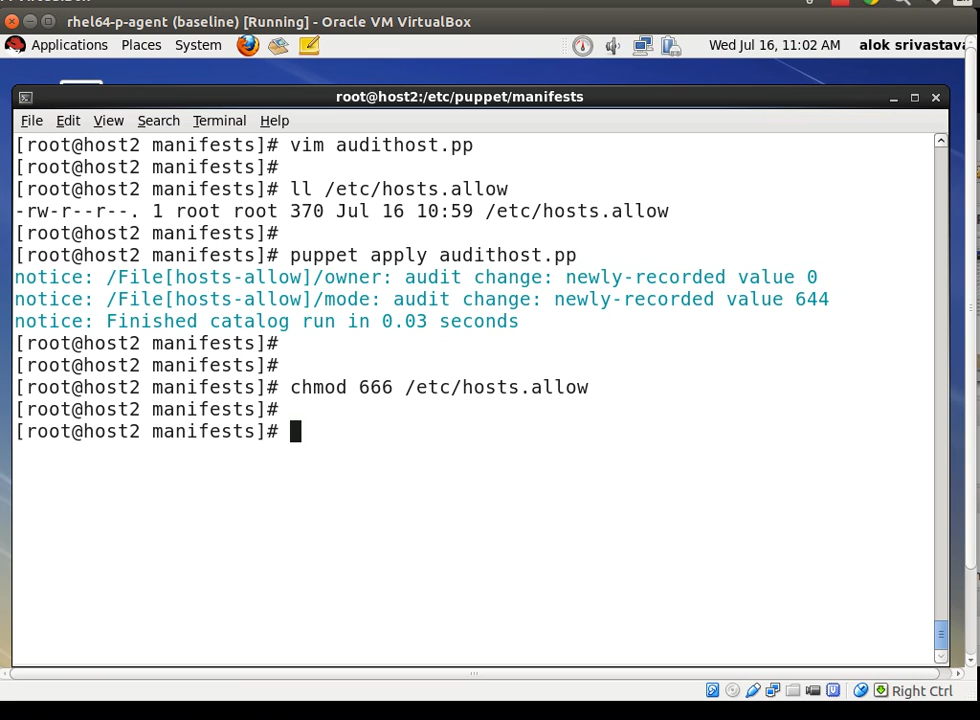 rhel64-p-agent (baseline) [Running] - Oracle VM VirtualBox
Applications Places System Wed Jul 16, 11:02 AM alok srivastava
root@host2:/etc/puppet/manifests
File Edit View Search Terminal Help
[root@host2 manifests]# vim audithost.pp
[root@host2 manifests]#
[root@host2 manifests]# ll /etc/hosts.allow
-rw-r--r--. 1 root root 370 Jul 16 10:59 /etc/hosts.allow
[root@host2 manifests]#
[root@host2 manifests]# puppet apply audithost.pp
notice: /File[hosts-allow]/owner: audit change: newly-recorded value 0
notice: /File[hosts-allow]/mode: audit change: newly-recorded value 644
notice: Finished catalog run in 0.03 seconds
[root@host2 manifests]#
[root@host2 manifests]#
[root@host2 manifests]# chmod 666 /etc/hosts.allow
[root@host2 manifests]#
[root@host2 manifests]#
Right Ctrl